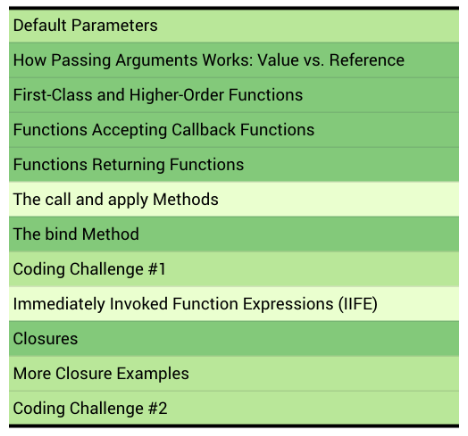 Default Parameters
How Passing Arguments Works: Value vs. Reference
First-Class and Higher-Order Functions
Functions Accepting Callback Functions
Functions Returning Functions
The call and apply Methods
The bind Method
Coding Challenge #1
Immediately Invoked Function Expressions (IIFE)
Closures
More Closure Examples
Coding Challenge #2